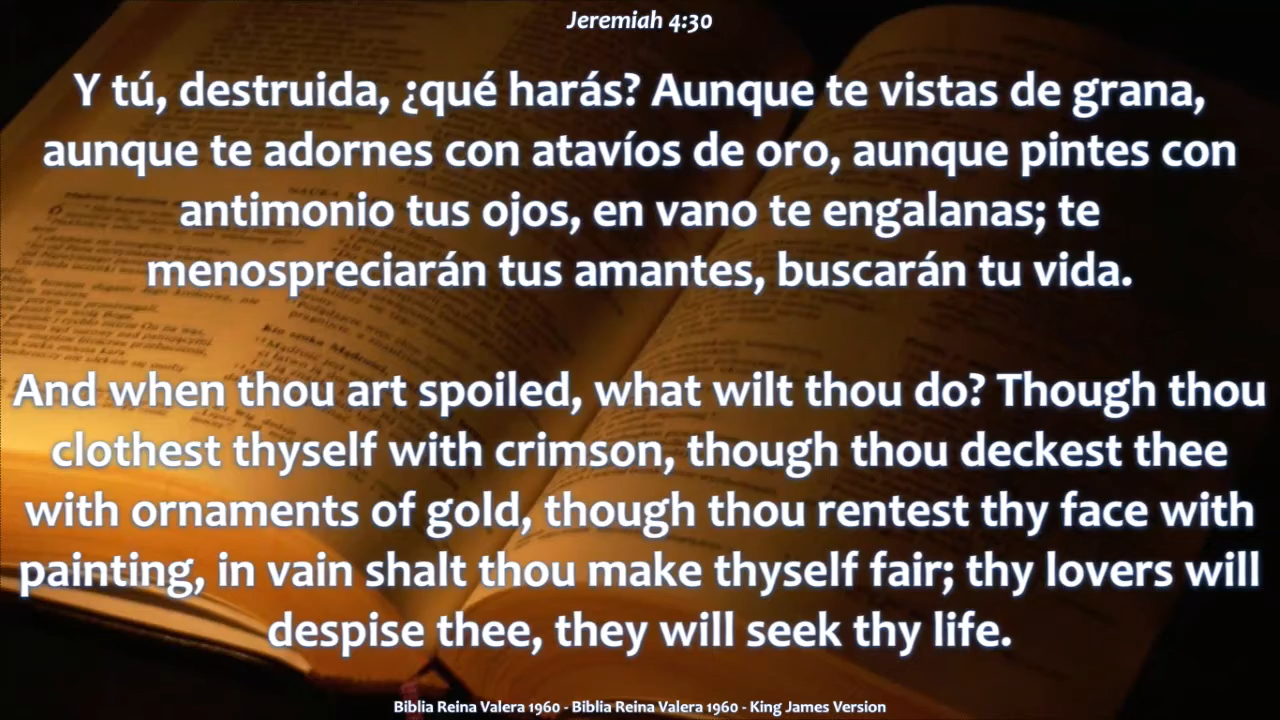 Jeremiah 4:30
Y tú, destruida, ¿qué harás? Aunque te vistas de grana,
aunque te adornes con atavíos de oro, aunque pintes con
antimonio tus ojos, en vano te engalanas; te
menospreciarán tus amantes, buscarán tu vida.
And when thou art spoiled, what wilt thou do? Though thou
clothest thyself with crimson, though thou deckest thee
with ornaments of gold, though thou rentest thy face with
painting, in vain shalt thou make thyself fair; thy lovers will
despise thee, they will seek thy life.
Biblia Reina Valera 1960 - Biblia Reina Valera 1960 - King James Version